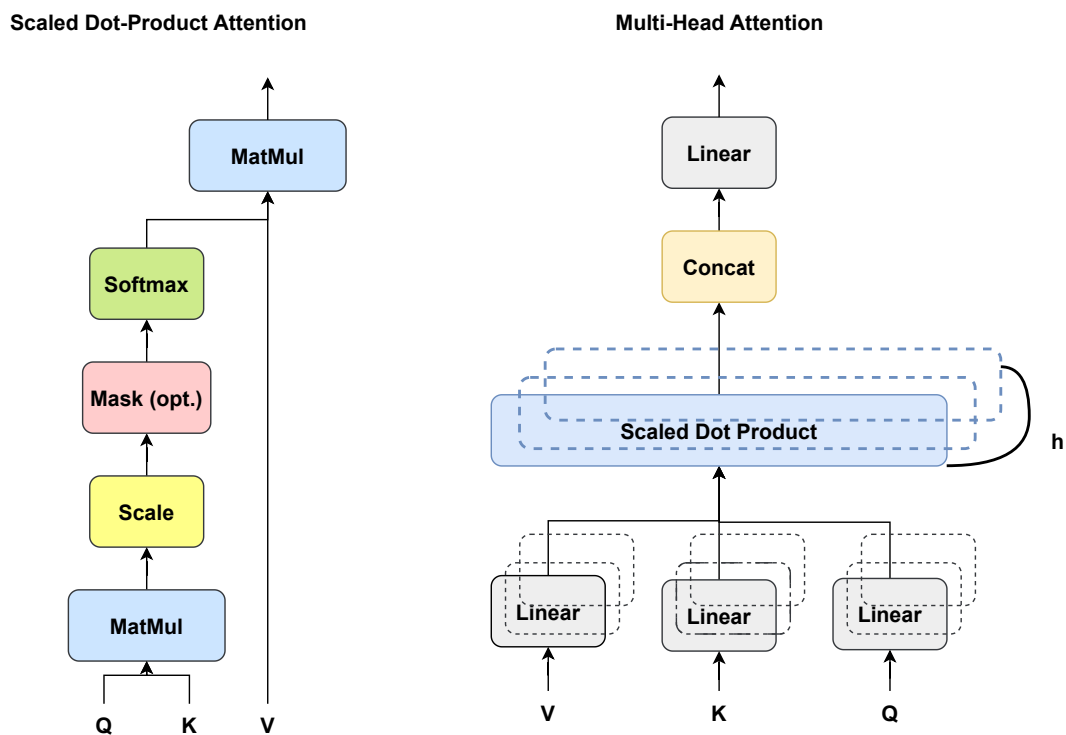 Scaled Dot-Product Attention
MatMul
Softmax
Mask (opt.)
Scale
MatMul
Q
K
V
Multi-Head Attention
Linear
Concat
Scaled Dot Product
h
Linear
Linear
Linear
V
K
Q